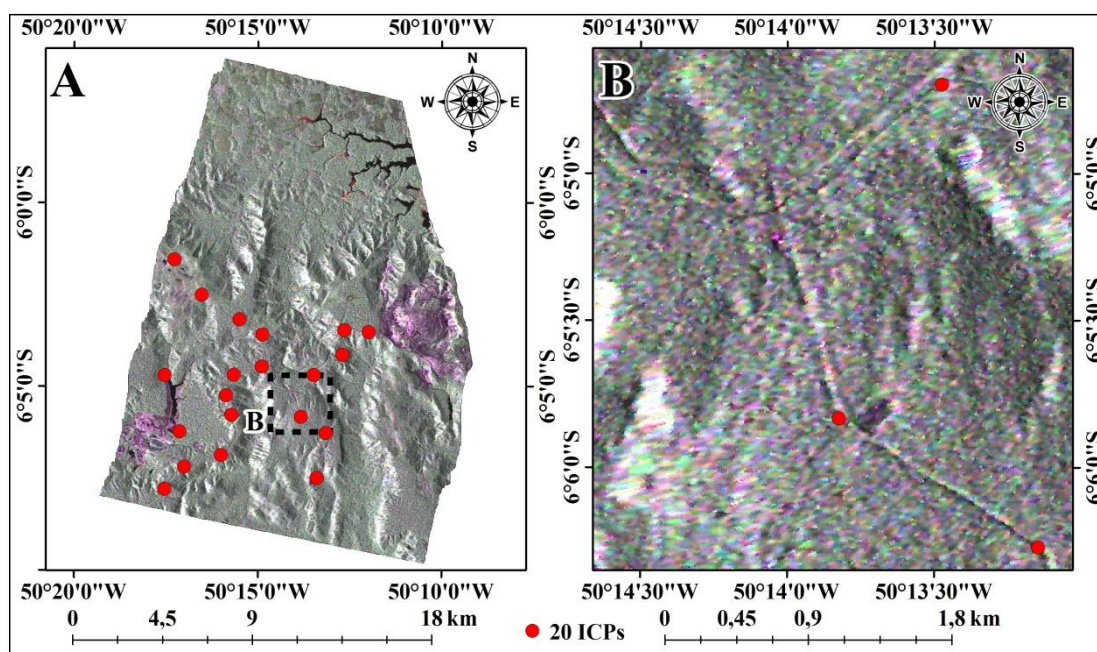 50°20'0"W 50°15'0"W 50°10'0"W
50°14'30"W 50°14'0"W 50°13'30"W
A
N
W E
S
B
N
W E
S
6°0'0"S
6°5'0"S
B
6°0'0"S
6°5'0"S
6°5'0"S
6°5'30"S
6°6'0"S
6°5'0"S
6°5'30"S
6°6'0"S
50°20'0"W 50°15'0"W 50°10'0"W
50°14'30"W 50°14'0"W 50°13'30"W
0 4,5 9 18 km
20 ICPs
0 0,45 0,9 1,8 km